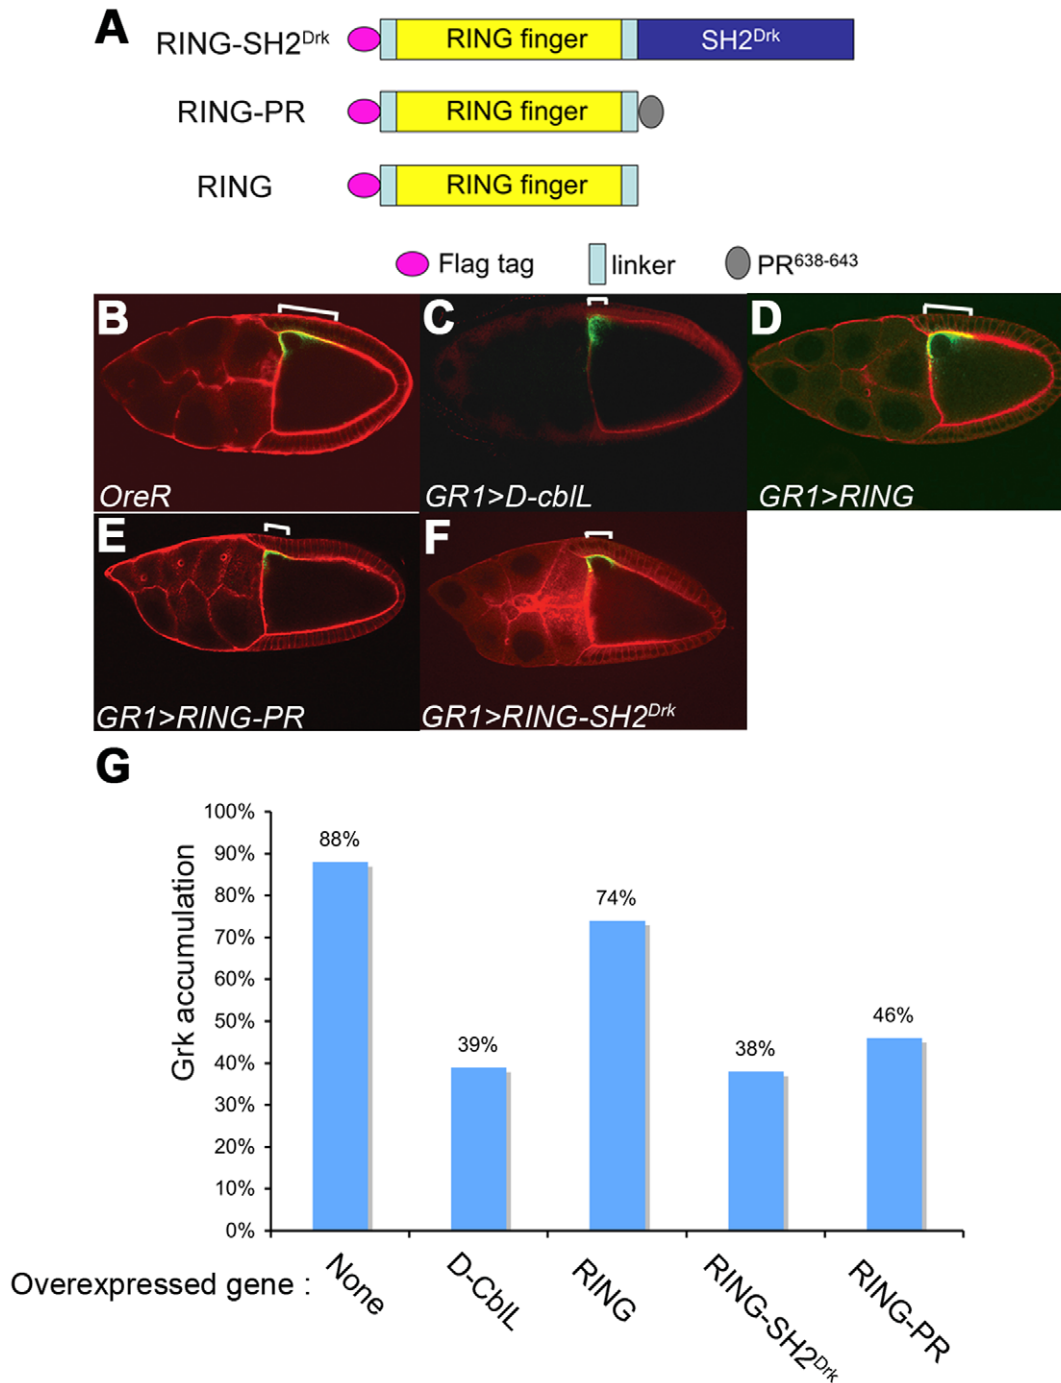 A
RING-SH2Drk
RING finger
SH2Drk
RING-PR
RING finger
RING
RING finger
Flag tag
linker
PR638-643
B
OreR
C
GR1>D-cblL
D
GR1>RING
E
GR1>RING-PR
F
GR1>RING-SH2Drk
G
Grk accumulation
100%
90%
80%
70%
60%
50%
40%
30%
20%
10%
0%
88%
39%
74%
38%
46%
Overexpressed gene :
None
D-CblL
RING
RING-SH2Drk
RING-PR